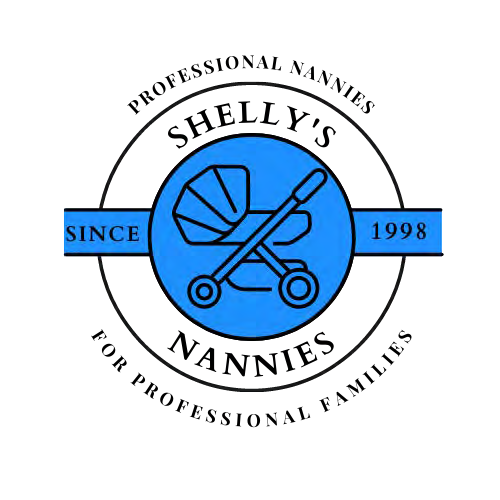 PROFESSIONAL NANNIES
SHELLY'S
SINCE
1998
NANNIES
FOR PROFESSIONAL FAMILIES